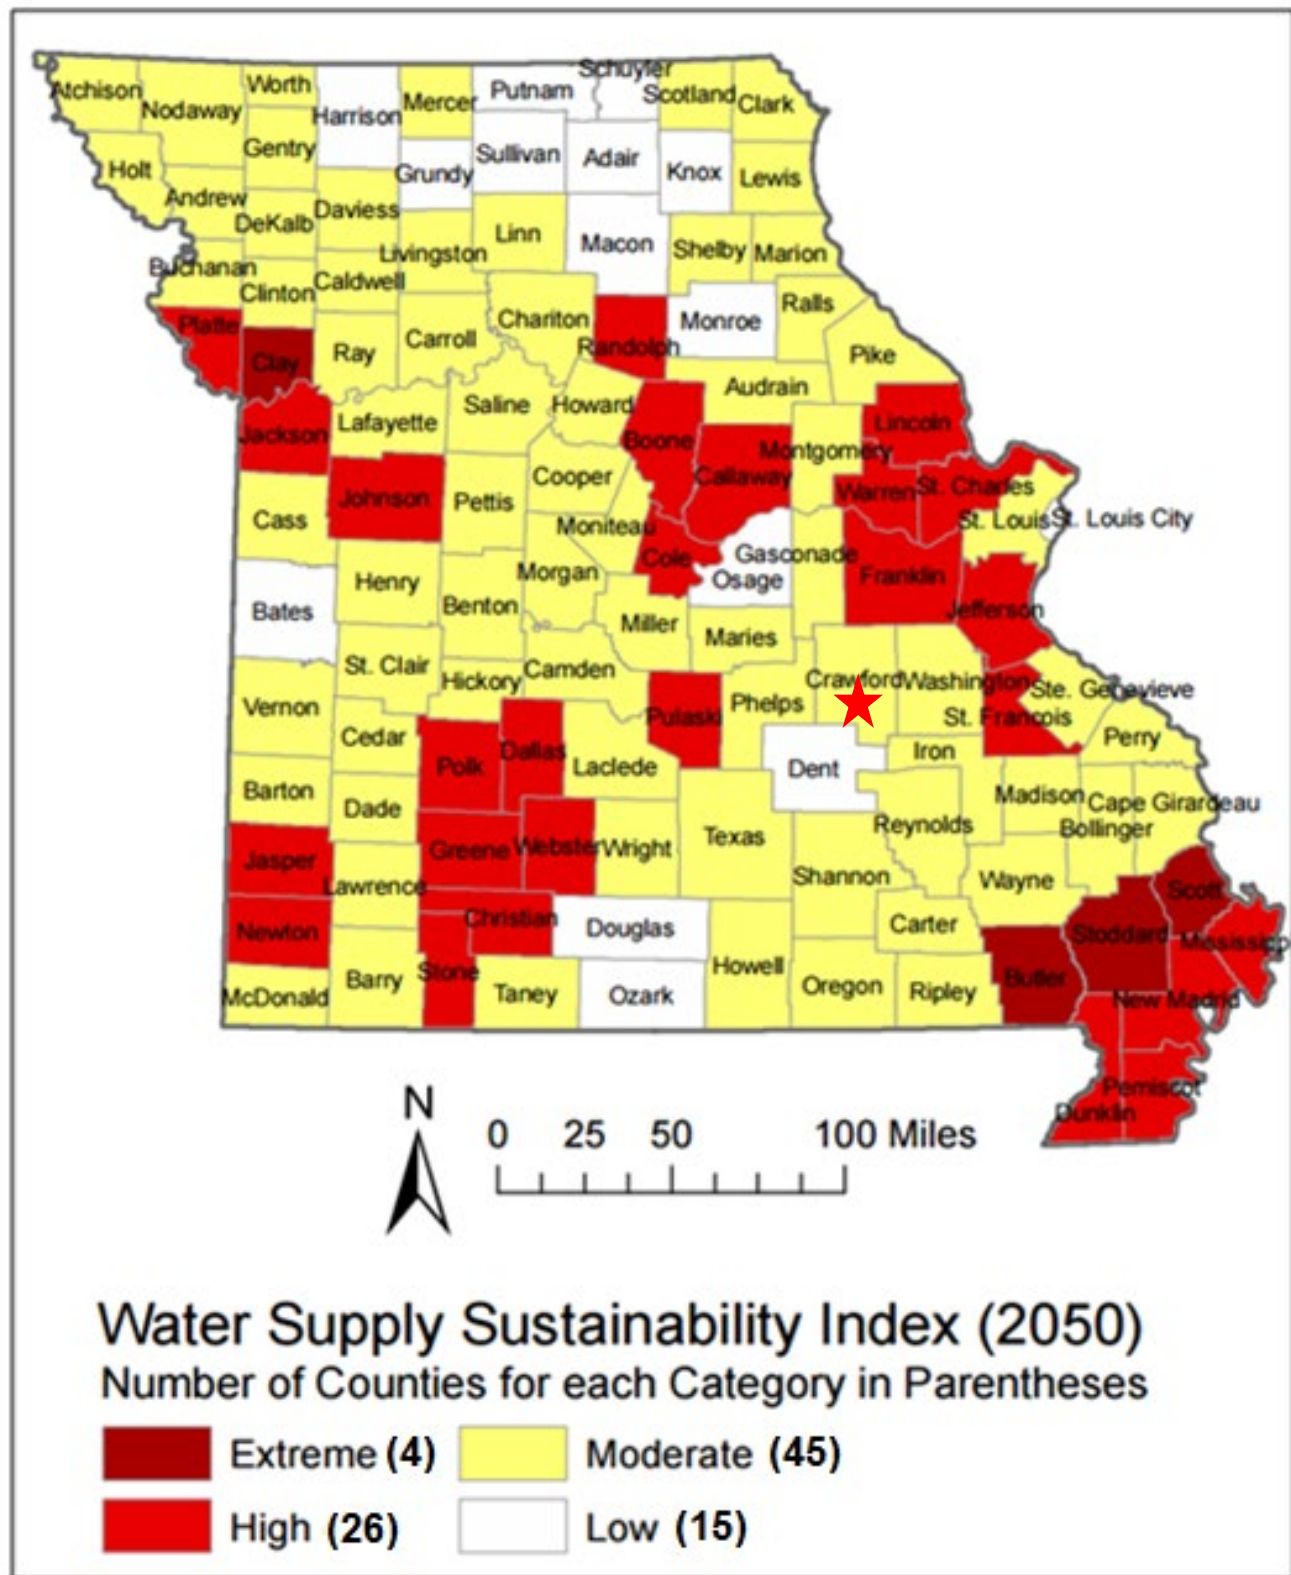 Schuyler
Atchison Nodaway Worth Harrison Mercer Putnam Scotland Clark
Holt Gentry Grundy Sullivan Adair Knox Lewis
Andrew DeKalb Daviess Livingston Linn Macon Shelby Marion
Buchanan Clinton Caldwell Chariton Monroe Ralls
Platte Clay Ray Carroll Randolph Pike
Audrain
Jackson Lafayette Saline Howard Boone Lincoln
Johnson Pettis Cooper Callaway Montgomery Warren St. Charles
Cass Moniteau St. Louis St. Louis City
Bates Henry Benton Morgan Cole Osage Gasconade Franklin
Miller Maries Jefferson
St. Clair Hickory Camden Crawford Washington Ste. Genevieve
Vernon Cedar Pulaski Phelps St. Francois Perry
Polk Dallas Laclede Dent Iron
Barton Dade Texas Reynolds Madison Bollinger Cape Girardeau
Jasper Lawrence Greene Webster Wright Shannon Wayne Scott
Newton Christian Douglas Carter Stoddard Mississipp
McDonald Barry Stone Taney Ozark Howell Oregon Ripley Butler New Madrid
Pemiscot
Dunklin
N
0 25 50 100 Miles
Water Supply Sustainability Index (2050)
Number of Counties for each Category in Parentheses
Extreme (4) Moderate (45)
High (26) Low (15)